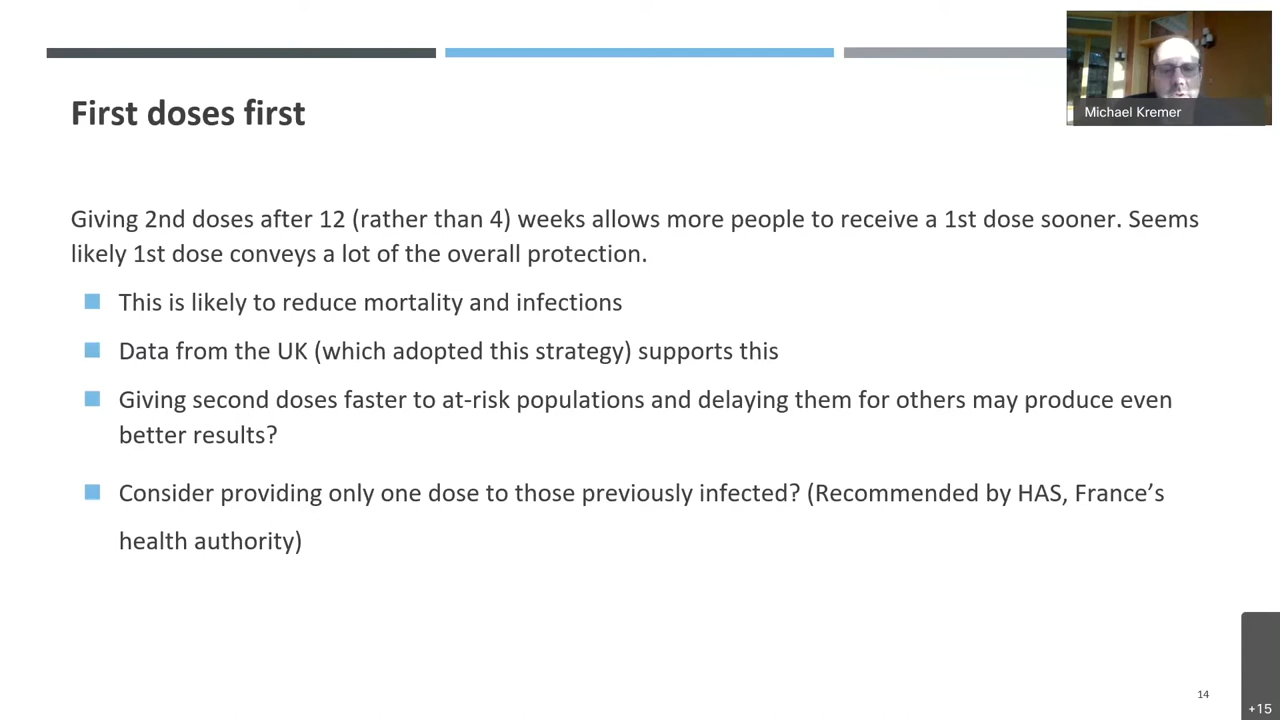 Michael Kremer
First doses first
Giving 2nd doses after 12 (rather than 4) weeks allows more people to receive a 1st dose sooner. Seems
likely 1st dose conveys a lot of the overall protection.
This is likely to reduce mortality and infections
Data from the UK (which adopted this strategy) supports this
Giving second doses faster to at-risk populations and delaying them for others may produce even
better results?
Consider providing only one dose to those previously infected? (Recommended by HAS, France’s
health authority)
14
+15